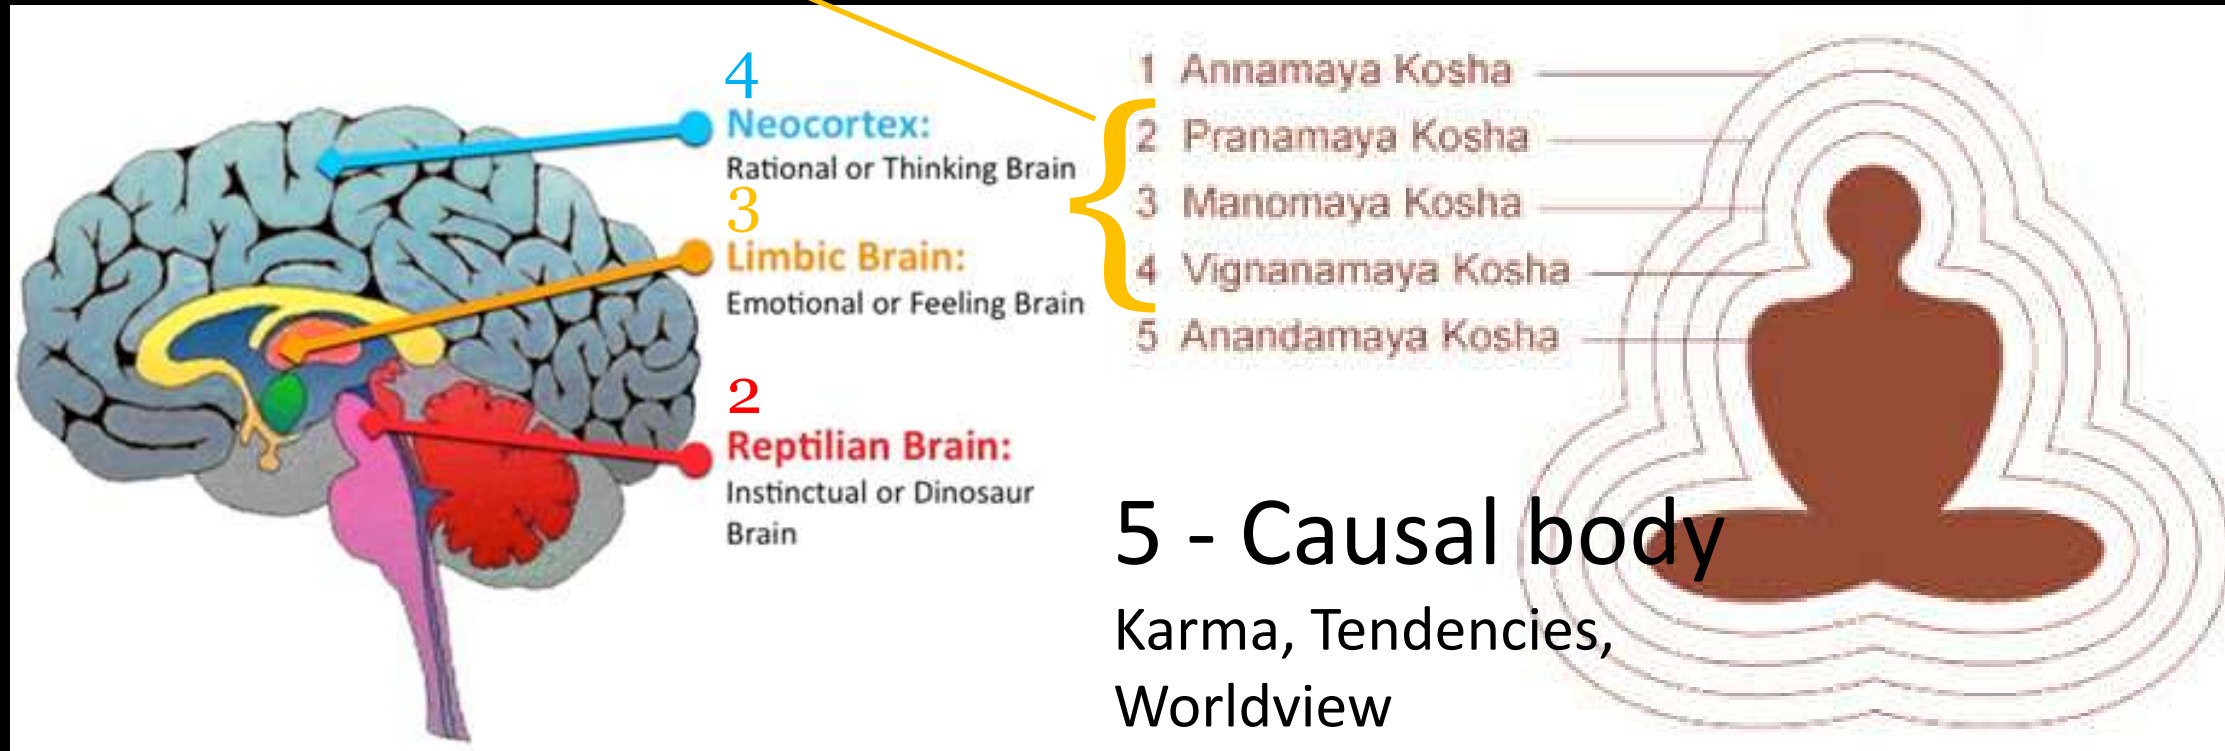 4
Neocortex:
Rational or Thinking Brain
3
Limbic Brain:
Emotional or Feeling Brain
2
Reptilian Brain:
Instinctual or Dinosaur
Brain
1 Annamaya Kosha
2 Pranamaya Kosha
3 Manomaya Kosha
4 Vignanamaya Kosha
5 Anandamaya Kosha
5 - Causal body
Karma, Tendencies,
Worldview